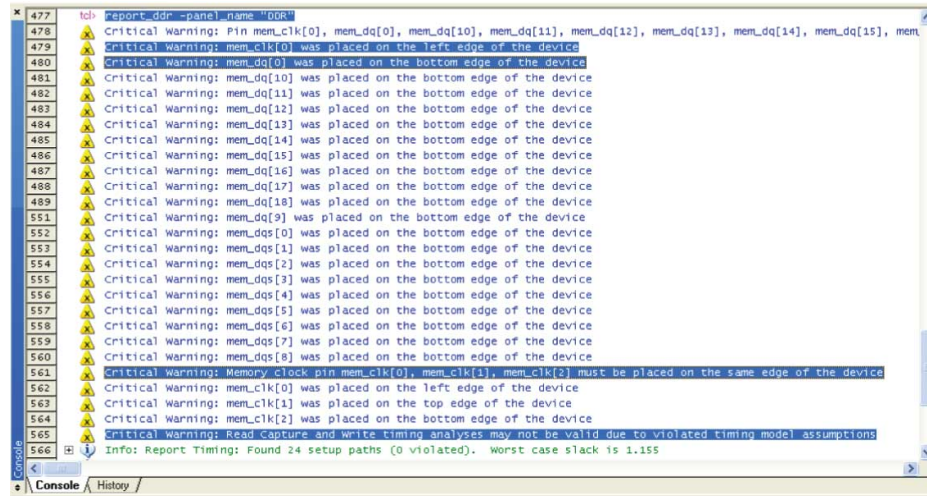 477 tcl> report_ddr -panel_name "DDR"
478 Critical Warning: Pin mem_clk[0], mem_dq[0], mem_dq[10], mem_dq[11], mem_dq[12], mem_dq[13], mem_dq[14], mem_dq[15], mem
479 Critical Warning: mem_clk[0] was placed on the left edge of the device
480 Critical Warning: mem_dq[0] was placed on the bottom edge of the device
481 Critical Warning: mem_dq[10] was placed on the bottom edge of the device
482 Critical Warning: mem_dq[11] was placed on the bottom edge of the device
483 Critical Warning: mem_dq[12] was placed on the bottom edge of the device
484 Critical Warning: mem_dq[13] was placed on the bottom edge of the device
485 Critical Warning: mem_dq[14] was placed on the bottom edge of the device
486 Critical Warning: mem_dq[15] was placed on the bottom edge of the device
487 Critical Warning: mem_dq[16] was placed on the bottom edge of the device
488 Critical Warning: mem_dq[17] was placed on the bottom edge of the device
489 Critical Warning: mem_dq[18] was placed on the bottom edge of the device
551 Critical Warning: mem_dq[9] was placed on the bottom edge of the device
552 Critical Warning: mem_dqs[0] was placed on the bottom edge of the device
553 Critical Warning: mem_dqs[1] was placed on the bottom edge of the device
554 Critical Warning: mem_dqs[2] was placed on the bottom edge of the device
555 Critical Warning: mem_dqs[3] was placed on the bottom edge of the device
556 Critical Warning: mem_dqs[4] was placed on the bottom edge of the device
557 Critical Warning: mem_dqs[5] was placed on the bottom edge of the device
558 Critical Warning: mem_dqs[6] was placed on the bottom edge of the device
559 Critical Warning: mem_dqs[7] was placed on the bottom edge of the device
560 Critical Warning: mem_dqs[8] was placed on the bottom edge of the device
561 Critical Warning: Memory clock pin mem_clk[0], mem_clk[1], mem_clk[2] must be placed on the same edge of the device
562 Critical Warning: mem_clk[0] was placed on the left edge of the device
563 Critical Warning: mem_clk[1] was placed on the top edge of the device
564 Critical Warning: mem_clk[2] was placed on the bottom edge of the device
565 Critical Warning: Read Capture and Write timing analyses may not be valid due to violated timing model assumptions
566 Info: Report Timing: Found 24 setup paths (0 violated). Worst case slack is 1.155
Console
Console History